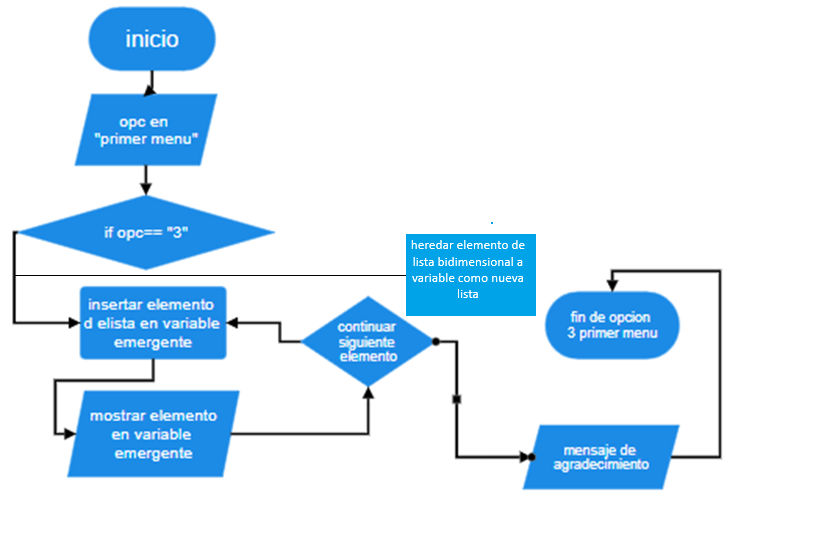 inicio
opc en
"primer menu"
if opc== "3"
heredar elemento de
lista bidimensional a
variable como nueva
lista
insertar elemento
d elista en variable
emergente
continuar
siguiente
elemento
fin de opcion
3 primer menu
mostrar elemento
en variable
emergente
mensaje de
agradecimiento